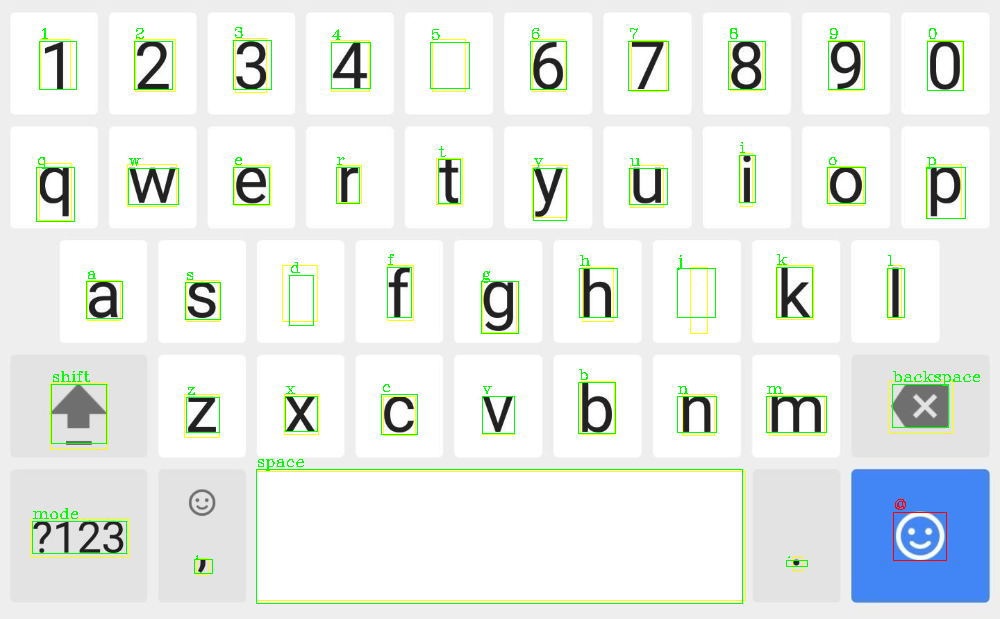 1 2 3 4 5 6 7 8 9 0
1 2 3 4 6 7 8 9 0
q w e r t y u i o p
q w e r t y u i o p
a s d f g h j k l
a s f g h k l
shift z x c v b n m backspace
z x c v b n m
space
mode @
?123
, .
, .